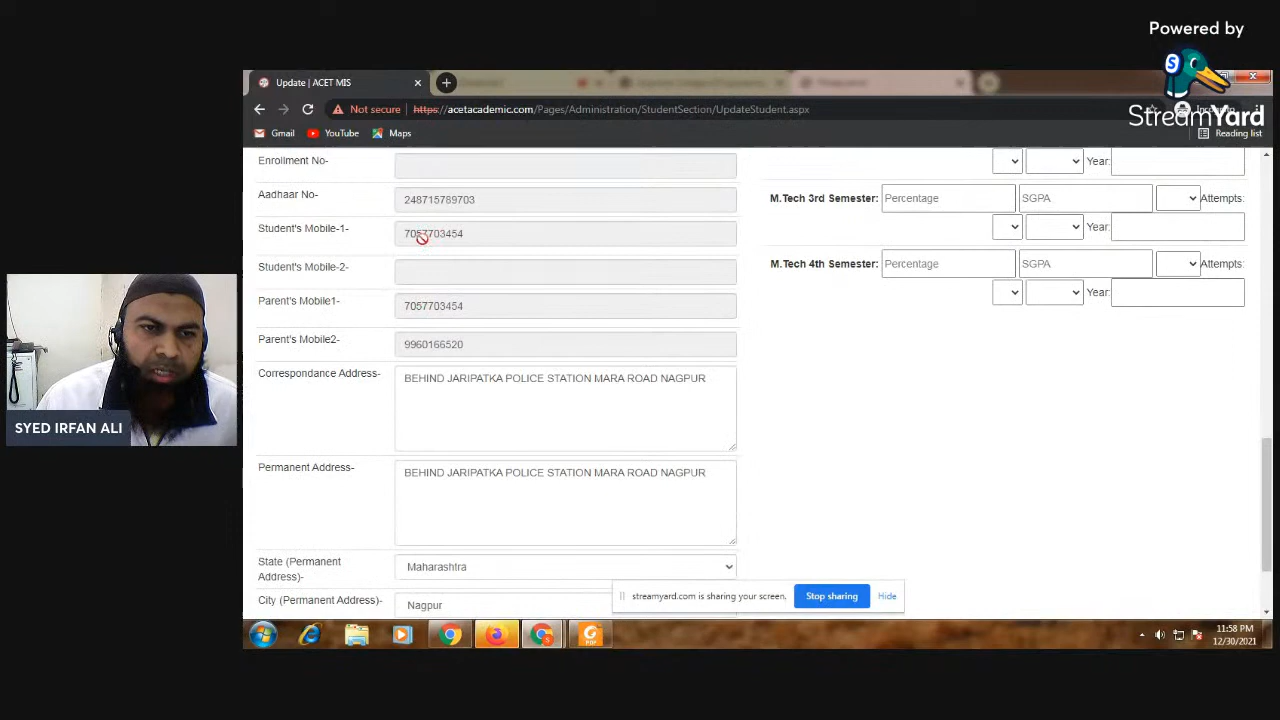 Powered by
StreamYard
Update | ACET MIS
Not secure
https://acetacademic.com/Pages/Administration/StudentSection/UpdateStudent.aspx
Gmail
YouTube
Maps
Reading list
Enrollment No-
Year:
Aadhaar No-
248715789703
M.Tech 3rd Semester:
Percentage
SGPA
Attempts:
Student's Mobile-1-
7057703454
Year:
Student's Mobile-2-
M.Tech 4th Semester:
Percentage
SGPA
Attempts:
Year:
Parent's Mobile1-
7057703454
Parent's Mobile2-
9960166520
Correspondance Address-
BEHIND JARIPATKA POLICE STATION MARA ROAD NAGPUR
SYED IRFAN ALI
Permanent Address-
BEHIND JARIPATKA POLICE STATION MARA ROAD NAGPUR
State (Permanent
Address)-
Maharashtra
City (Permanent Address)-
Nagpur
streamyard.com is sharing your screen.
Stop sharing
Hide
11:58 PM
12/30/2021